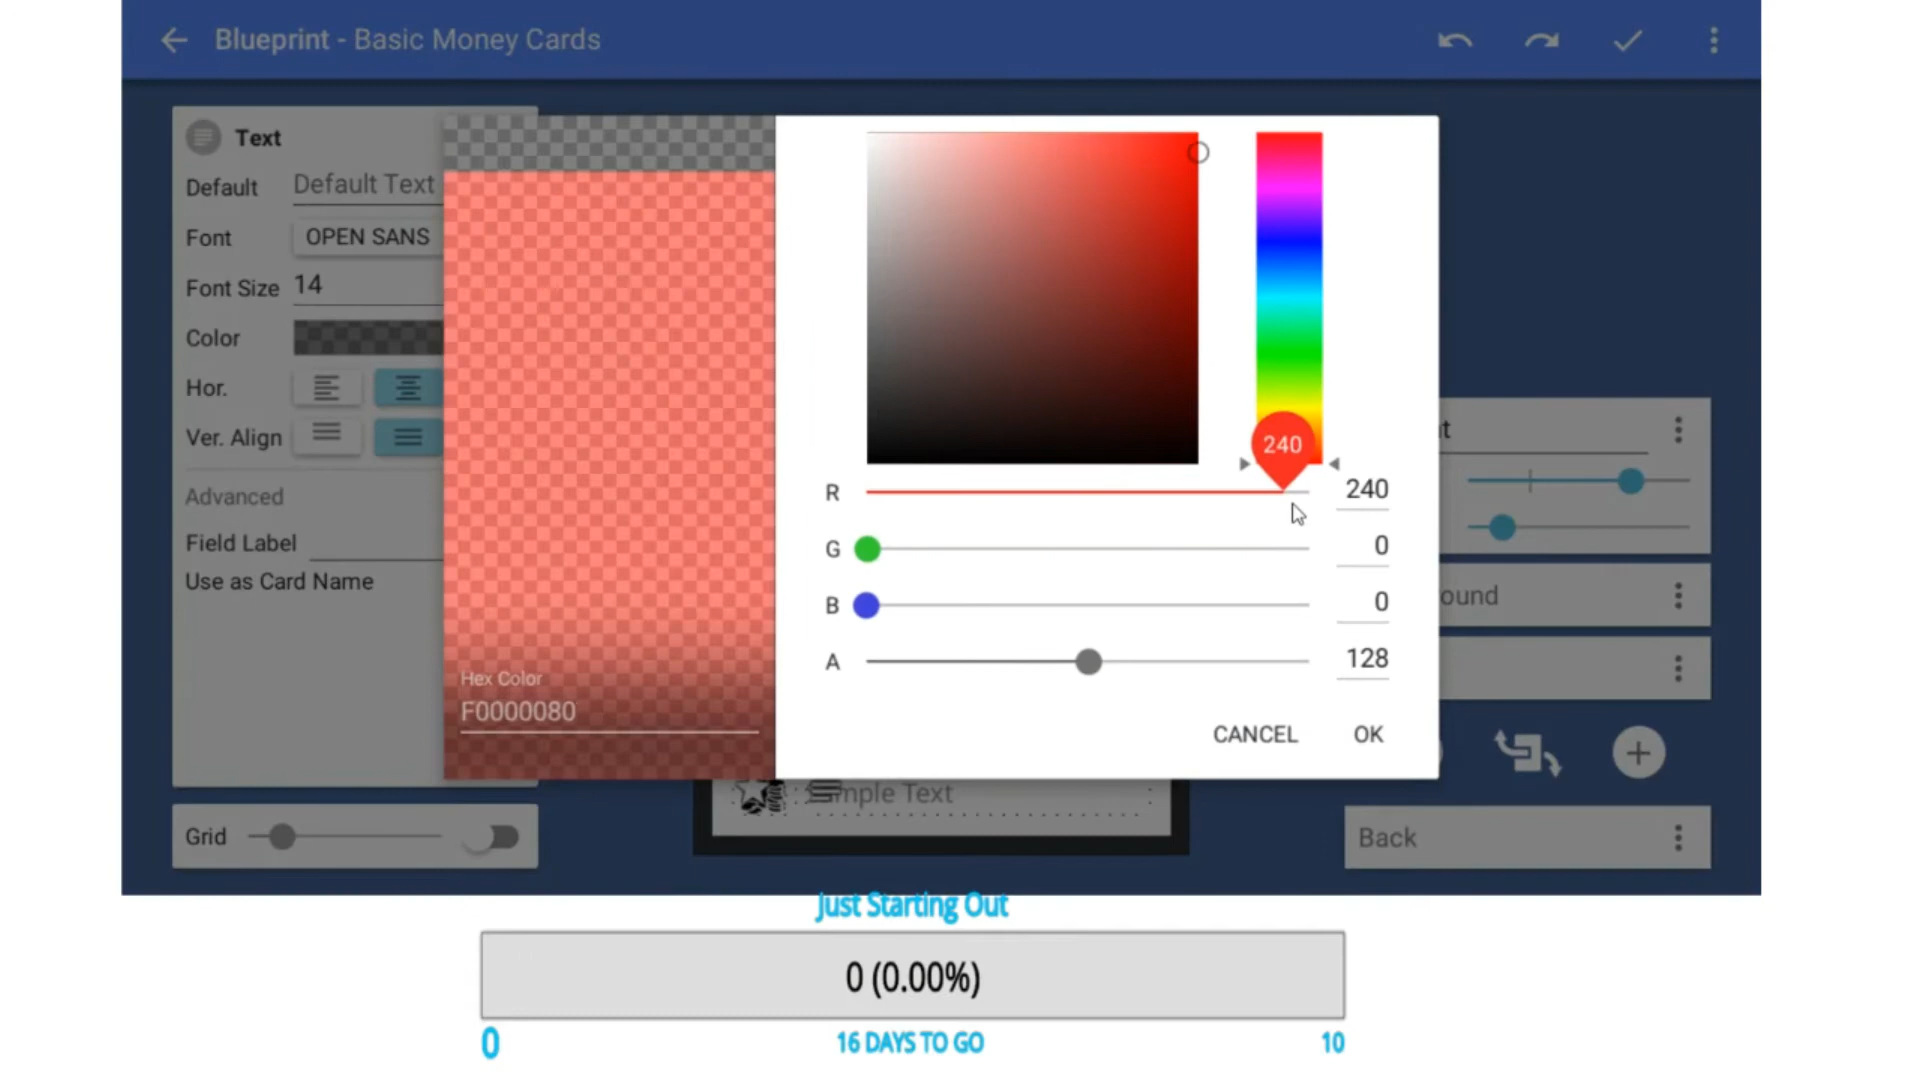 Blueprint - Basic Money Cards
Text
Default Default Text
Font OPEN SANS
Font Size 14
Color
Hor.
Ver. Align
Advanced
Field Label
Use as Card Name
Grid
Hex Color
F0000080
240
R 240
G 0
B 0
A 128
CANCEL OK
ound
Back
Just Starting Out
0 (0.00%)
0 16 DAYS TO GO 10